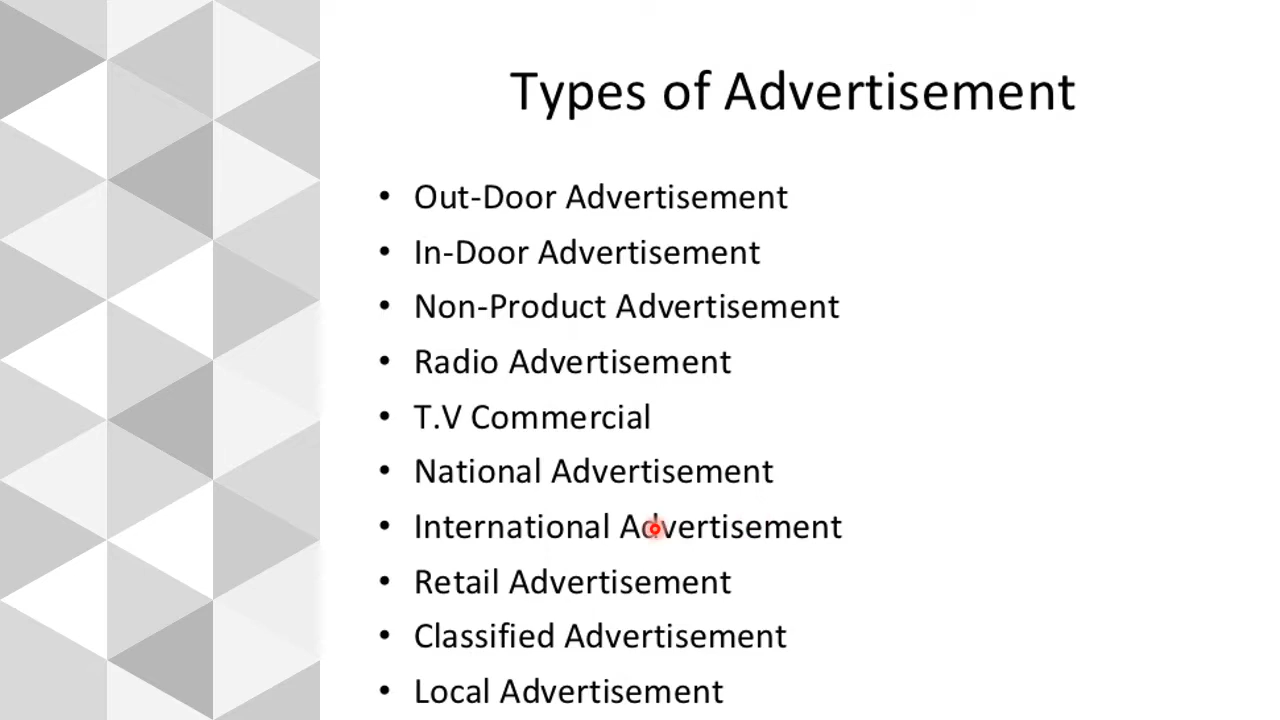 Types of Advertisement
• Out-Door Advertisement
• In-Door Advertisement
• Non-Product Advertisement
• Radio Advertisement
• T.V Commercial
• National Advertisement
• International Advertisement
• Retail Advertisement
• Classified Advertisement
• Local Advertisement